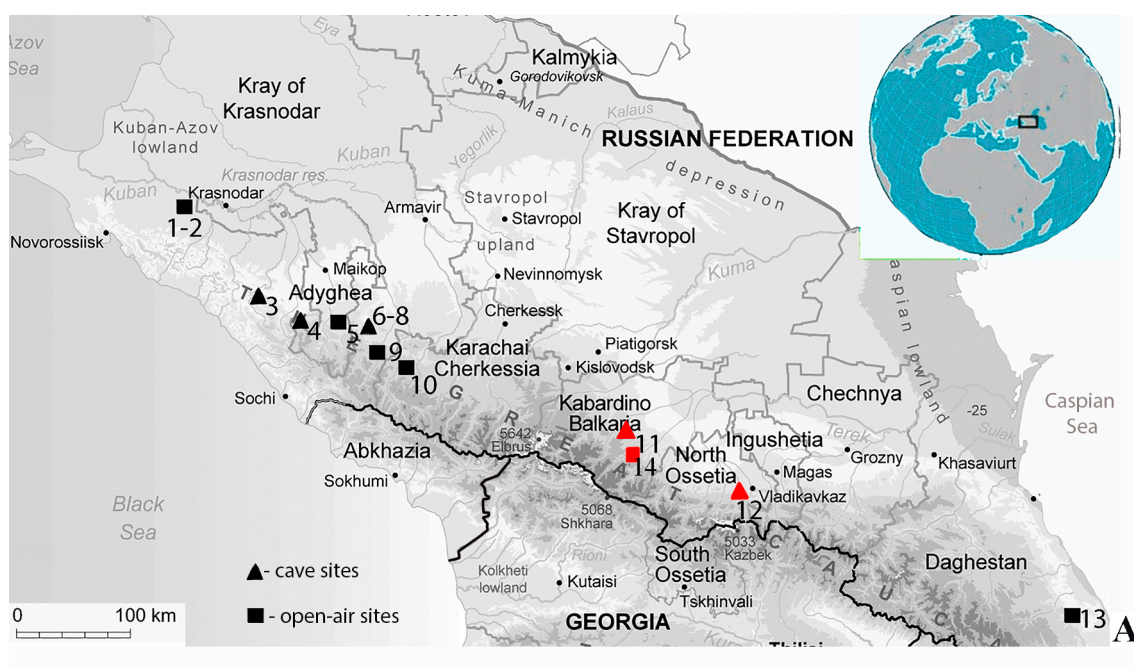 Azov
Sea
Eya
Kalmykia
Gorodovikovsk
Kuma-Manich
depression
Kray of
Krasnodar
Kalaus
RUSSIAN FEDERATION
Kuban-Azov
lowland
Yegorlik
Kuban
Krasnodar res.
Kuban
Krasnodar
1-2
Novorossiisk
Armavir
Stavropol
upland
Stavropol
Kray of
Stavropol
Nevinnomysk
Kuma
Caspian lowland
Maikop
Adyghea
3
4
5
6-8
9
10
Cherkessk
Karachai
Cherkessia
Piatigorsk
Kislovodsk
Sochi
Chechnya
-25
Caspian
Sea
Sulak
Kabardino
Balkaria
11
14
5642
Elbrus
Ingushetia
Terek
Grozny
Khasaviurt
North
Ossetia
Magas
Vladikavkaz
12
Abkhazia
Sokhumi
Black
Sea
5068
Shkhara
5033
Kazbek
GREAT CAUCA
Rioni
South
Ossetia
Daghestan
Kolkheti
lowland
Kutaisi
Tskhinvali
- cave sites
- open-air sites
0 100 km
GEORGIA
13
A